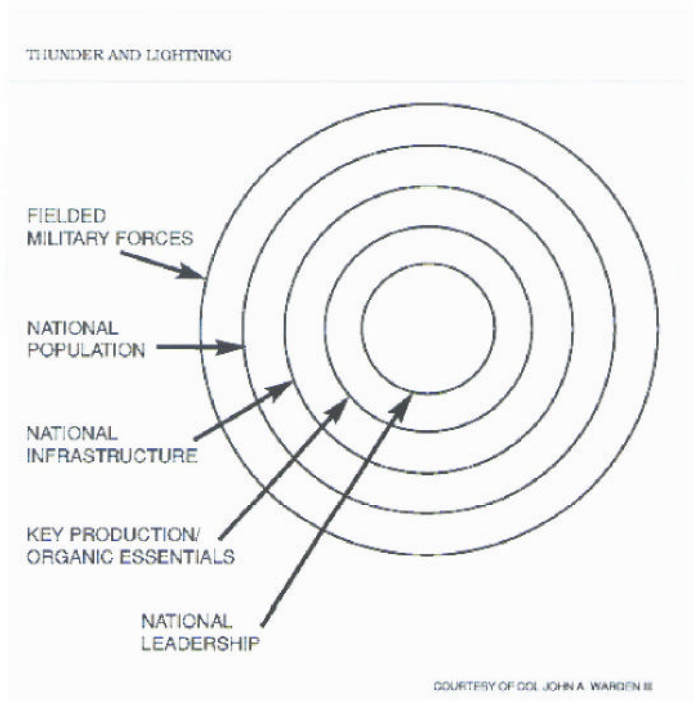 THUNDER AND LIGHTNING
FIELDED
MILITARY FORCES
NATIONAL
POPULATION
NATIONAL
INFRASTRUCTURE
KEY PRODUCTION/
ORGANIC ESSENTIALS
NATIONAL
LEADERSHIP
COURTESY OF COL JOHN A WARDEN III